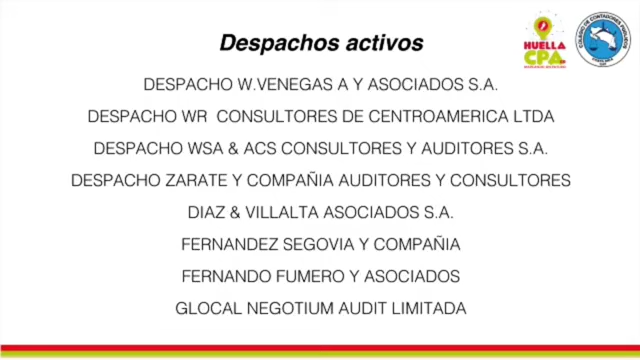 Despachos activos
HUELLA
CPA
DESPACHO W.VENEGAS A Y ASOCIADOS S.A.
DESPACHO WR CONSULTORES DE CENTROAMERICA LTDA
DESPACHO WSA & ACS CONSULTORES Y AUDITORES S.A.
DESPACHO ZARATE Y COMPAÑIA AUDITORES Y CONSULTORES
DIAZ & VILLALTA ASOCIADOS S.A.
FERNANDEZ SEGOVIA Y COMPAÑIA
FERNANDO FUMERO Y ASOCIADOS
GLOCAL NEGOTIUM AUDIT LIMITADA